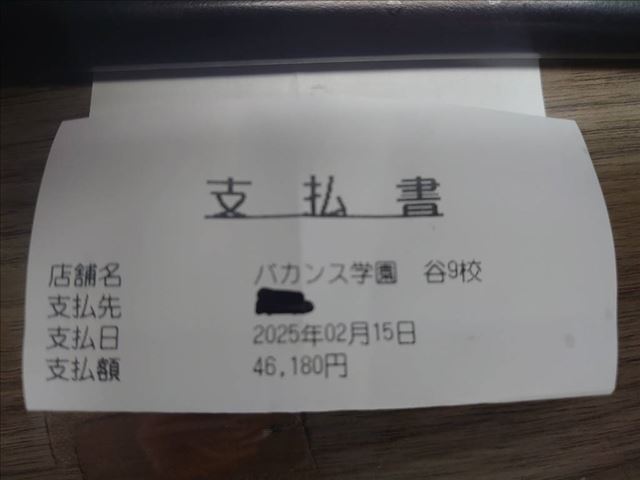 支払書
店舗名 バカンス学園 谷9校
支払先
支払日 2025年02月15日
支払額 46,180円